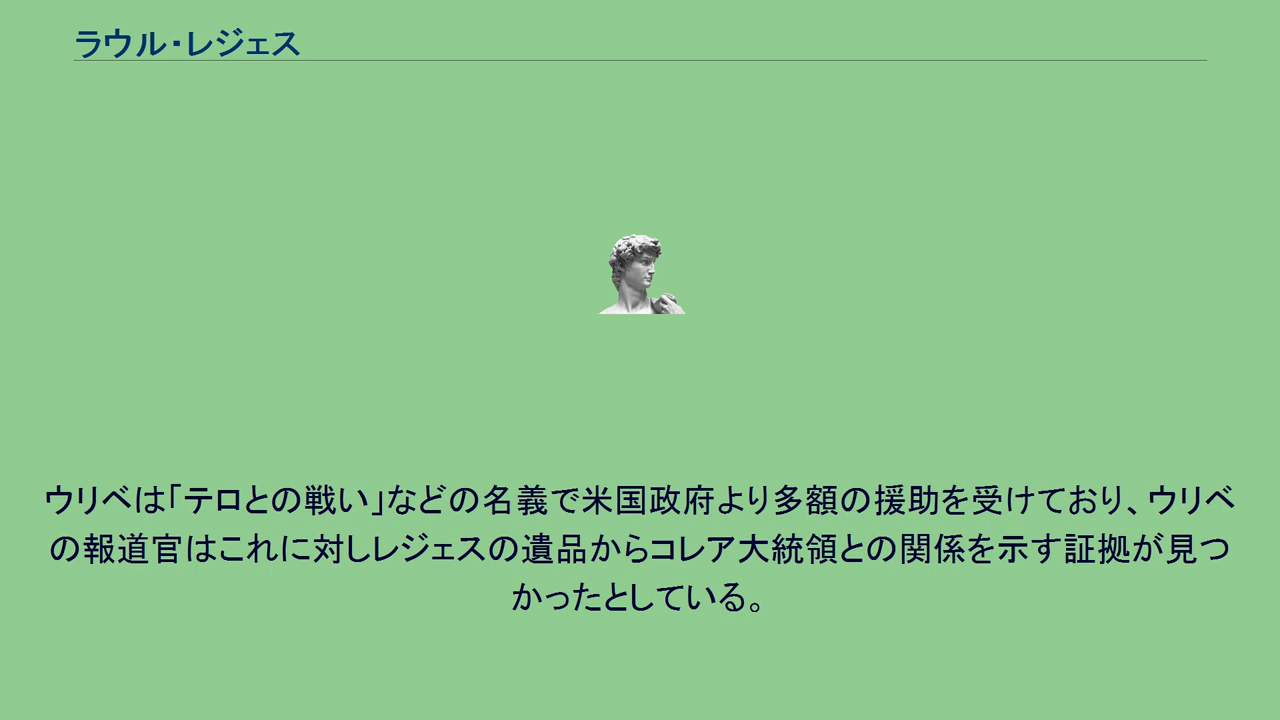 ラウル・レジェス
ウリベは「テロとの戦い」などの名義で米国政府より多額の援助を受けており、ウリベ
の報道官はこれに対しレジェスの遺品からコレア大統領との関係を示す証拠が見つ
かったとしている。